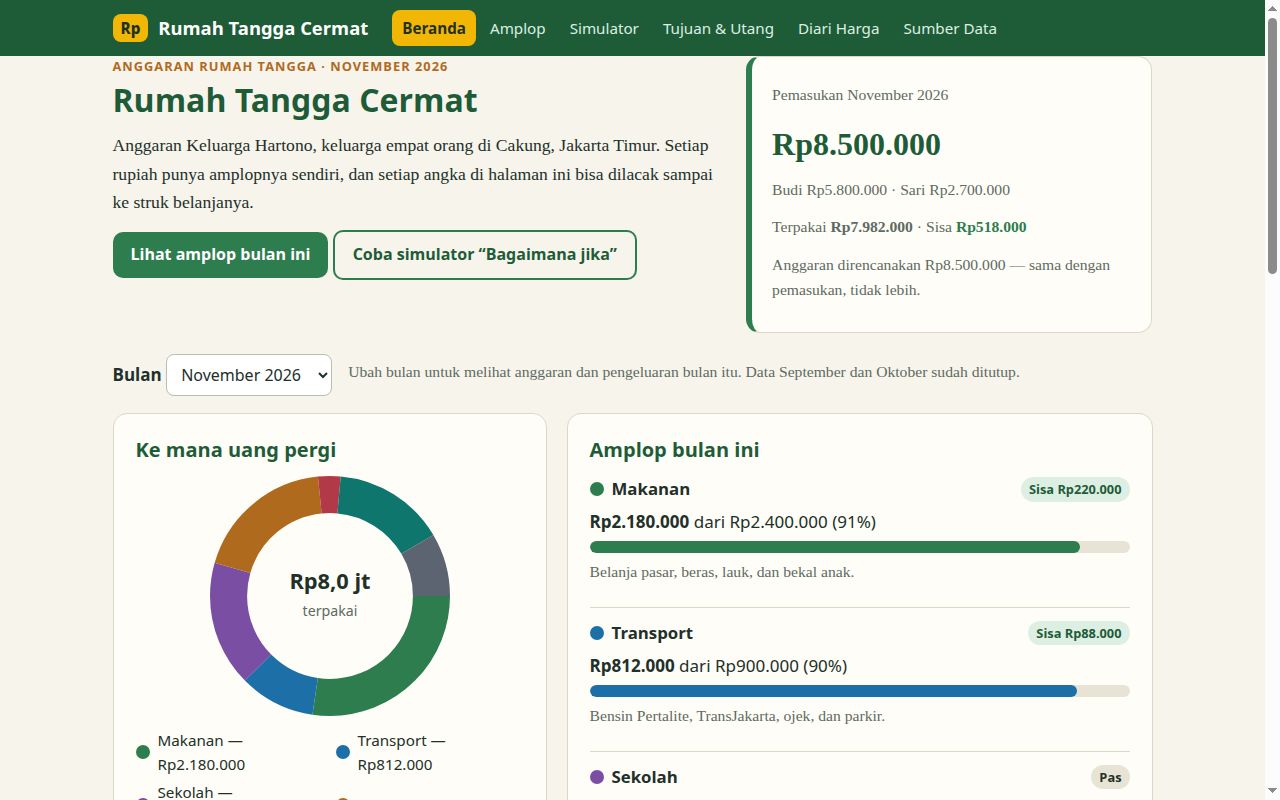 Rp Rumah Tangga Cermat Beranda Amplop Simulator Tujuan & Utang Diari Harga Sumber Data
ANGGARAN RUMAH TANGGA · NOVEMBER 2026
Rumah Tangga Cermat
Anggaran Keluarga Hartono, keluarga empat orang di Cakung, Jakarta Timur. Setiap
rupiah punya amplopnya sendiri, dan setiap angka di halaman ini bisa dilacak sampai
ke struk belanjanya.
Lihat amplop bulan ini
Coba simulator “Bagaimana jika”
Pemasukan November 2026
Rp8.500.000
Budi Rp5.800.000 · Sari Rp2.700.000
Terpakai Rp7.982.000 · Sisa Rp518.000
Anggaran direncanakan Rp8.500.000 — sama dengan
pemasukan, tidak lebih.
Bulan November 2026 Ubah bulan untuk melihat anggaran dan pengeluaran bulan itu. Data September dan Oktober sudah ditutup.
Ke mana uang pergi
Rp8,0 jt
terpakai
Makanan —
Rp2.180.000
Transport —
Rp812.000
Sekolah —
Amplop bulan ini
Makanan Sisa Rp220.000
Rp2.180.000 dari Rp2.400.000 (91%)
Belanja pasar, beras, lauk, dan bekal anak.
Transport Sisa Rp88.000
Rp812.000 dari Rp900.000 (90%)
Bensin Pertalite, TransJakarta, ojek, dan parkir.
Sekolah Pas